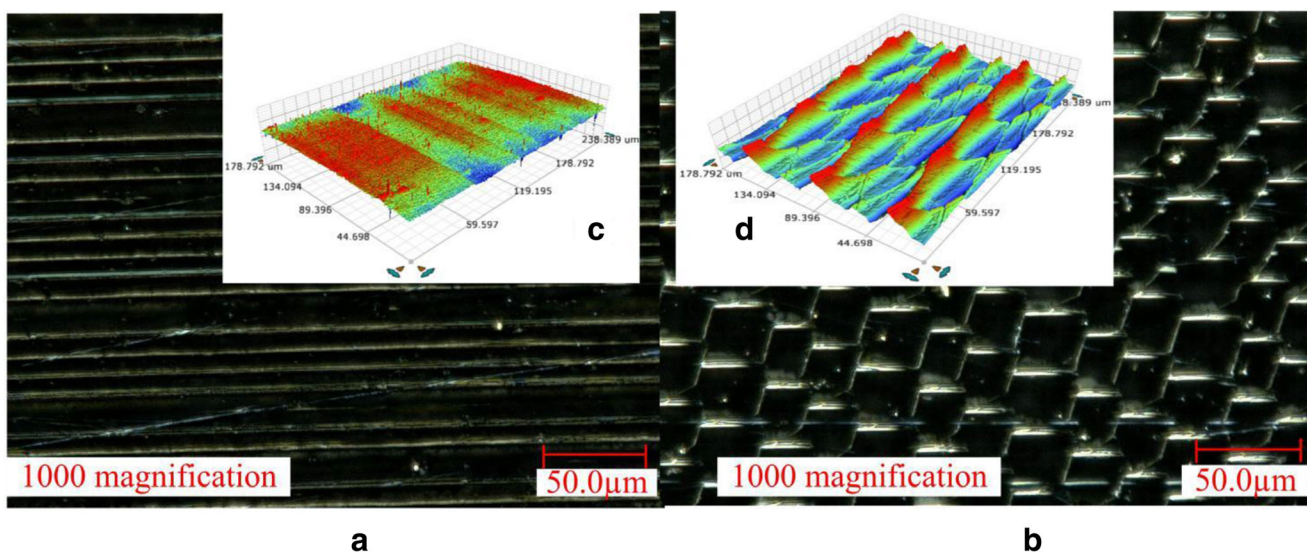 238.389 um
178.792
119.195
59.597
178.792 um
134.094
89.396
44.698
c
8.389 um
178.792
119.195
59.597
178.792 um
134.094
89.396
44.698
d
1000 magnification
50.0µm
1000 magnification
50.0µm
a
b